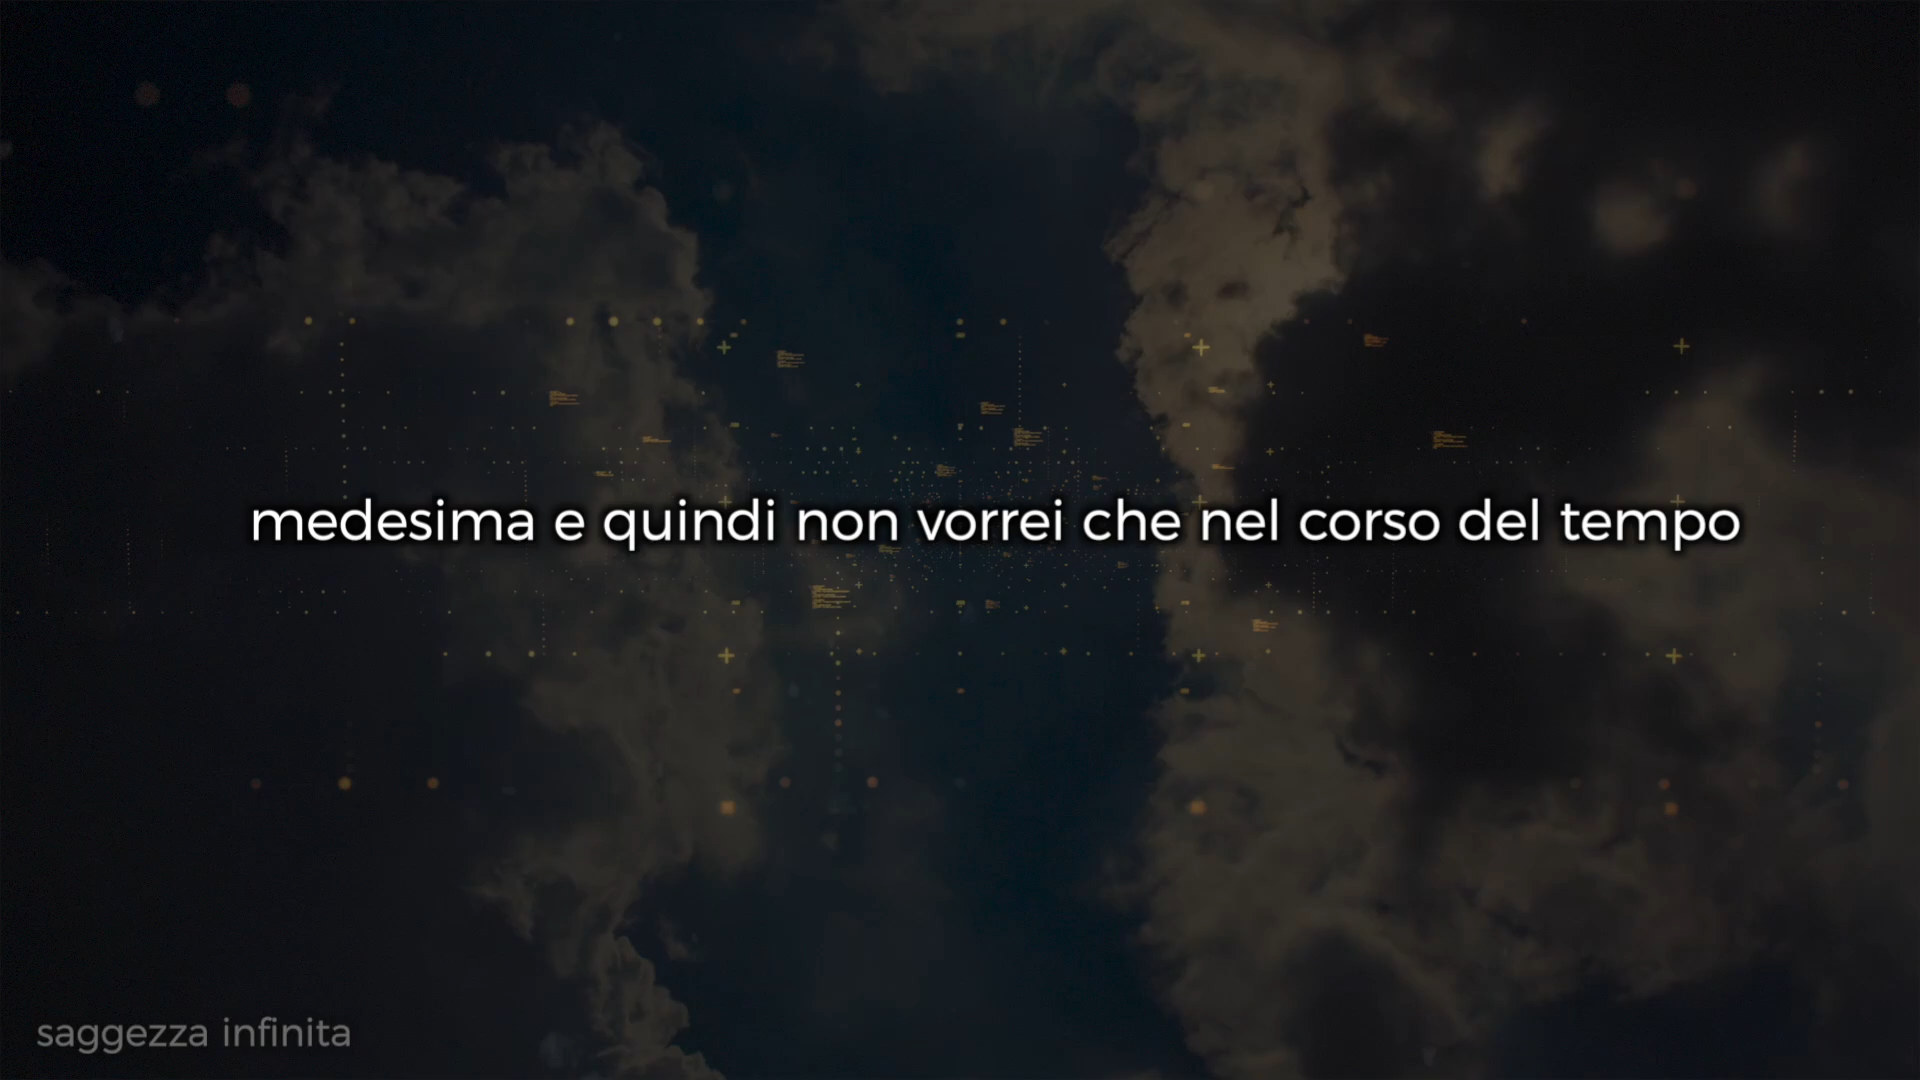 medesima e quindi non vorrei che nel corso del tempo
saggezza infinita